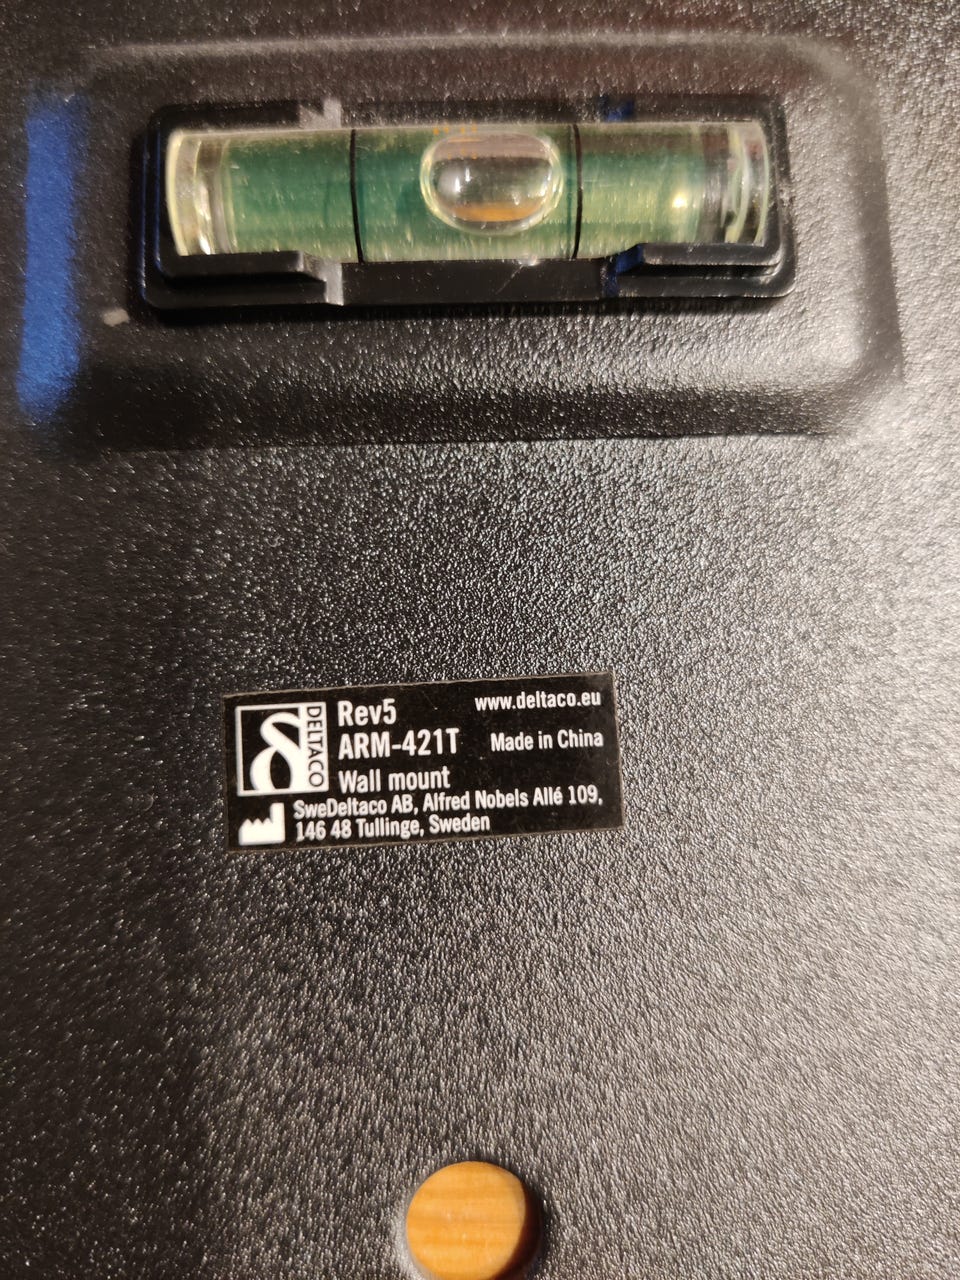 DELTACO
Rev5
www.deltaco.eu
ARM-421T
Made in China
Wall mount
SweDeltaco AB, Alfred Nobels Allé 109,
146 48 Tullinge, Sweden